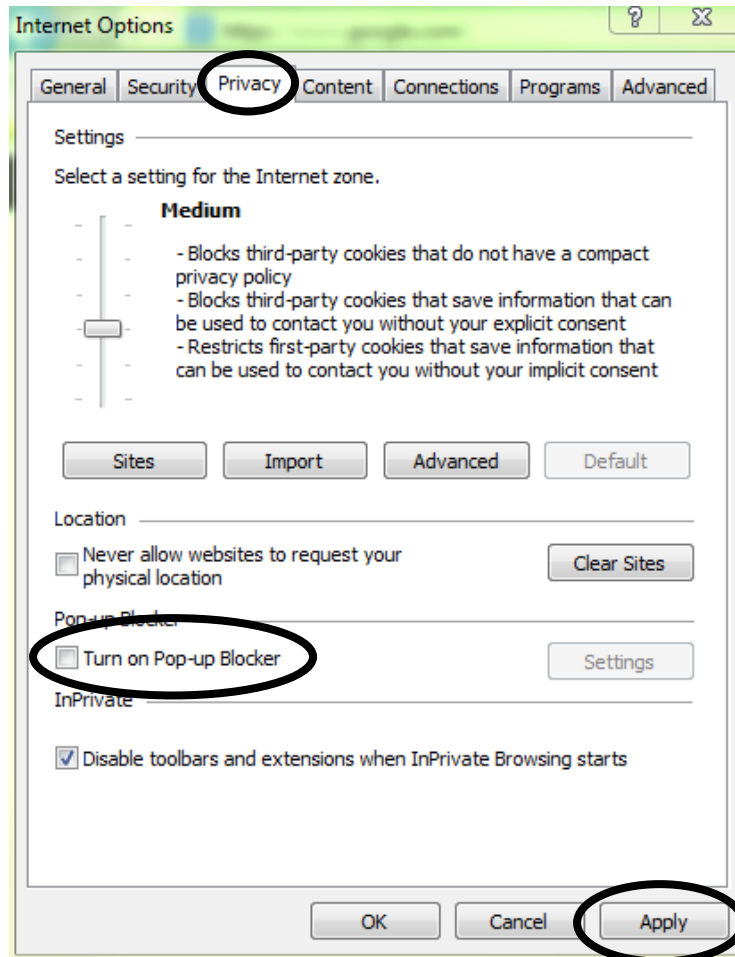 Internet Options
General Security Privacy Content Connections Programs Advanced
Settings
Select a setting for the Internet zone.
Medium
- Blocks third-party cookies that do not have a compact
privacy policy
- Blocks third-party cookies that save information that can
be used to contact you without your explicit consent
- Restricts first-party cookies that save information that
can be used to contact you without your implicit consent
Sites Import Advanced Default
Location
Never allow websites to request your
physical location
Clear Sites
Pop-up Blocker
Turn on Pop-up Blocker
Settings
InPrivate
Disable toolbars and extensions when InPrivate Browsing starts
OK Cancel Apply